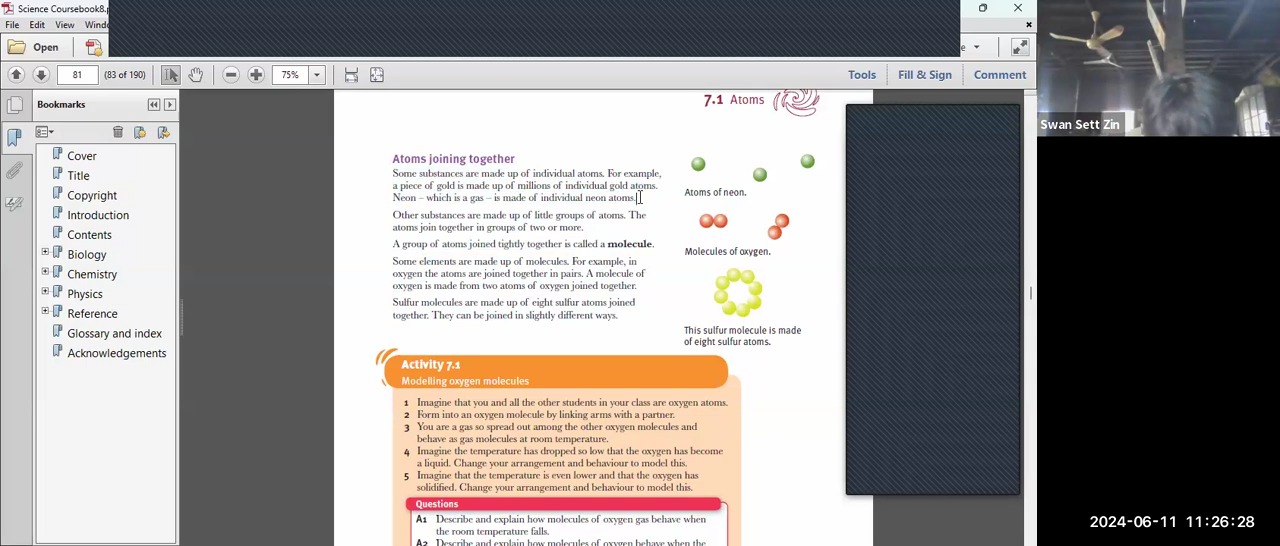 Science Coursebook8.p
File Edit View Windo
Open
81 (83 of 190) 75% Tools Fill & Sign Comment
Bookmarks
Cover
Title
Copyright
Introduction
Contents
Biology
Chemistry
Physics
Reference
Glossary and index
Acknowledgements
7.1 Atoms
Atoms joining together
Some substances are made up of individual atoms. For example,
a piece of gold is made up of millions of individual gold atoms.
Neon – which is a gas – is made of individual neon atoms.
Other substances are made up of little groups of atoms. The
atoms join together in groups of two or more.
A group of atoms joined tightly together is called a molecule.
Some elements are made up of molecules. For example, in
oxygen the atoms are joined together in pairs. A molecule of
oxygen is made from two atoms of oxygen joined together.
Sulfur molecules are made up of eight sulfur atoms joined
together. They can be joined in slightly different ways.
Atoms of neon.
Molecules of oxygen.
This sulfur molecule is made
of eight sulfur atoms.
Activity 7.1
Modelling oxygen molecules
1 Imagine that you and all the other students in your class are oxygen atoms.
2 Form into an oxygen molecule by linking arms with a partner.
3 You are a gas so spread out among the other oxygen molecules and
behave as gas molecules at room temperature.
4 Imagine the temperature has dropped so low that the oxygen has become
a liquid. Change your arrangement and behaviour to model this.
5 Imagine that the temperature is even lower and that the oxygen has
solidified. Change your arrangement and behaviour to model this.
Questions
A1 Describe and explain how molecules of oxygen gas behave when
the room temperature falls.
A2 Describe and explain how molecules of oxygen behave when the
Swan Sett Zin
2024-06-11 11:26:28